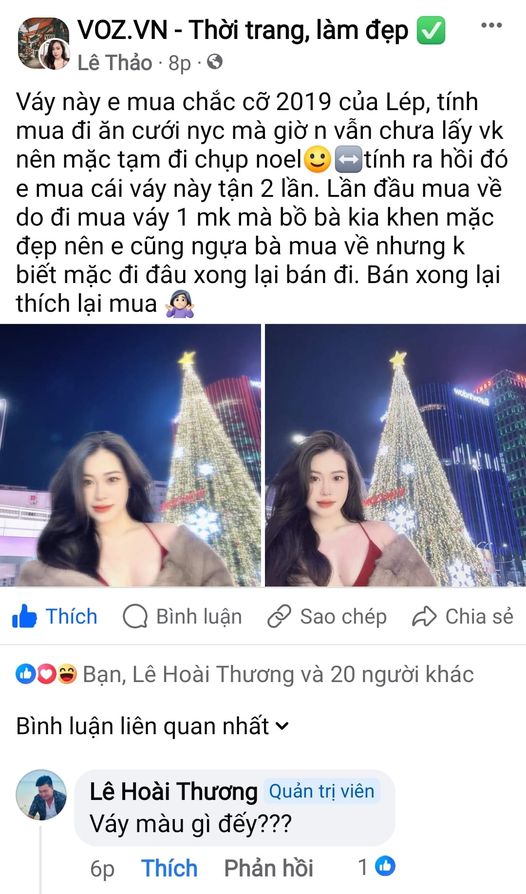 VOZ.VN - Thời trang, làm đẹp ✅
Lê Thảo · 8p ·
Váy này e mua chắc cỡ 2019 của Lép, tính
mua đi ăn cưới nyc mà giờ n vẫn chưa lấy vk
nên mặc tạm đi chụp noel🙂↔️tính ra hồi đó
e mua cái váy này tận 2 lần. Lần đầu mua về
do đi mua váy 1 mk mà bồ bà kia khen mặc
đẹp nên e cũng ngựa bà mua về nhưng k
biết mặc đi đâu xong lại bán đi. Bán xong lại
thích lại mua 🤷🏻‍♀️
Thích Bình luận Sao chép Chia sẻ
Bạn, Lê Hoài Thương và 20 người khác
Bình luận liên quan nhất
Lê Hoài Thương Quản trị viên
Váy màu gì đấy???
6p Thích Phản hồi 1